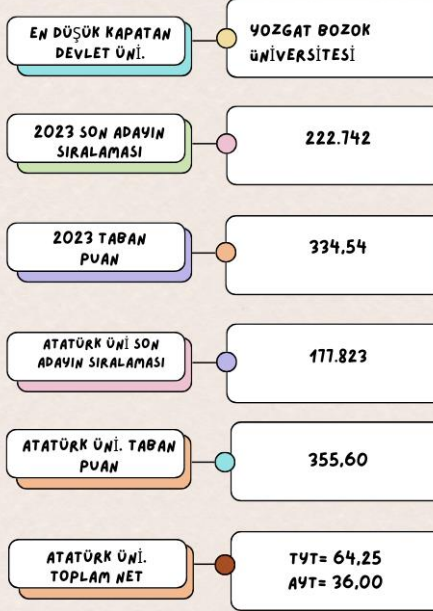 EN DÜŞÜK KAPATAN
DEVLET ÜNİ.
YOZGAT BOZOK
ÜNİVERSİTESİ
2023 SON ADAYIN
SIRALAMASI
222.742
2023 TABAN
PUAN
334,54
ATATÜRK ÜNİ SON
ADAYIN SIRALAMASI
177.823
ATATÜRK ÜNİ. TABAN
PUAN
355,60
ATATÜRK ÜNİ.
TOPLAM NET
TYT= 64,25
AYT= 36,00